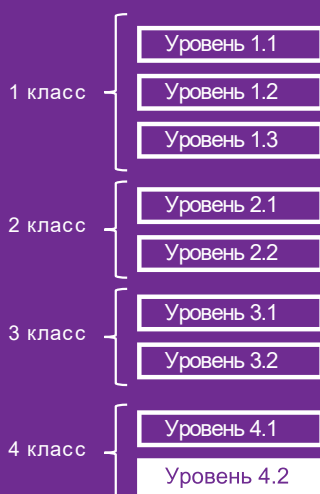 1 класс
Уровень 1.1
Уровень 1.2
Уровень 1.3
2 класс
Уровень 2.1
Уровень 2.2
3 класс
Уровень 3.1
Уровень 3.2
4 класс
Уровень 4.1
Уровень 4.2